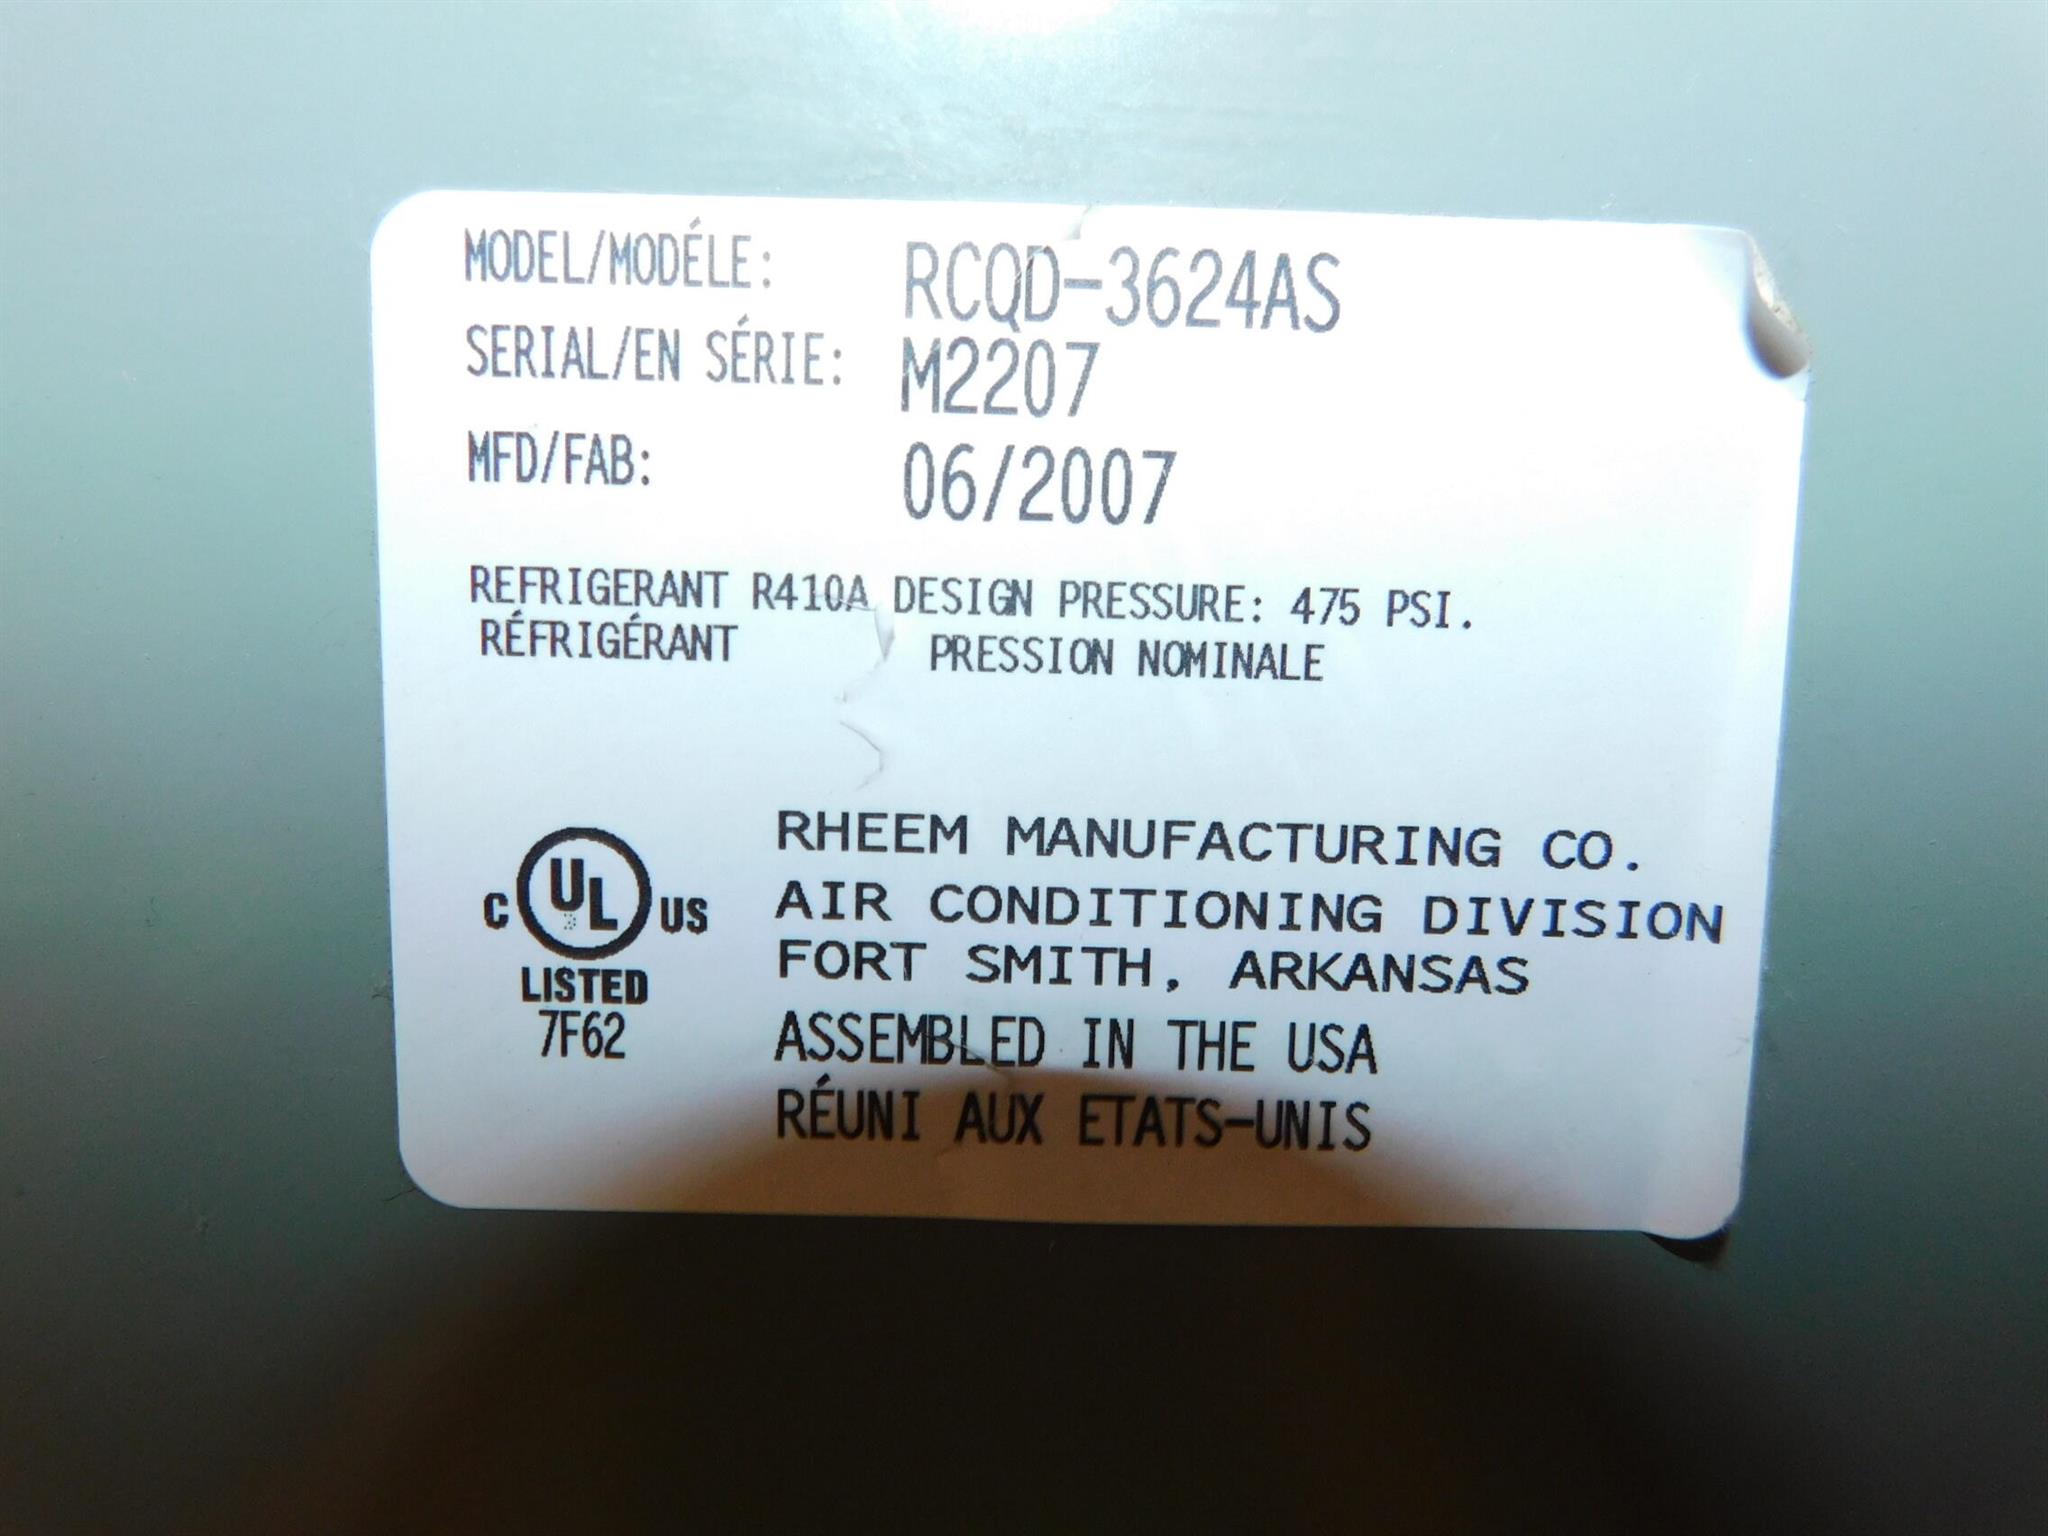 MODEL/MODÉLE: RCQD-3624AS
SERIAL/EN SÉRIE: M2207
MFD/FAB: 06/2007
REFRIGERANT R410A DESIGN PRESSURE: 475 PSI.
RÉFRIGÉRANT PRESSION NOMINALE
RHEEM MANUFACTURING CO.
AIR CONDITIONING DIVISION
FORT SMITH, ARKANSAS
ASSEMBLED IN THE USA
RÉUNI AUX ETATS-UNIS
C UL US
LISTED
7F62